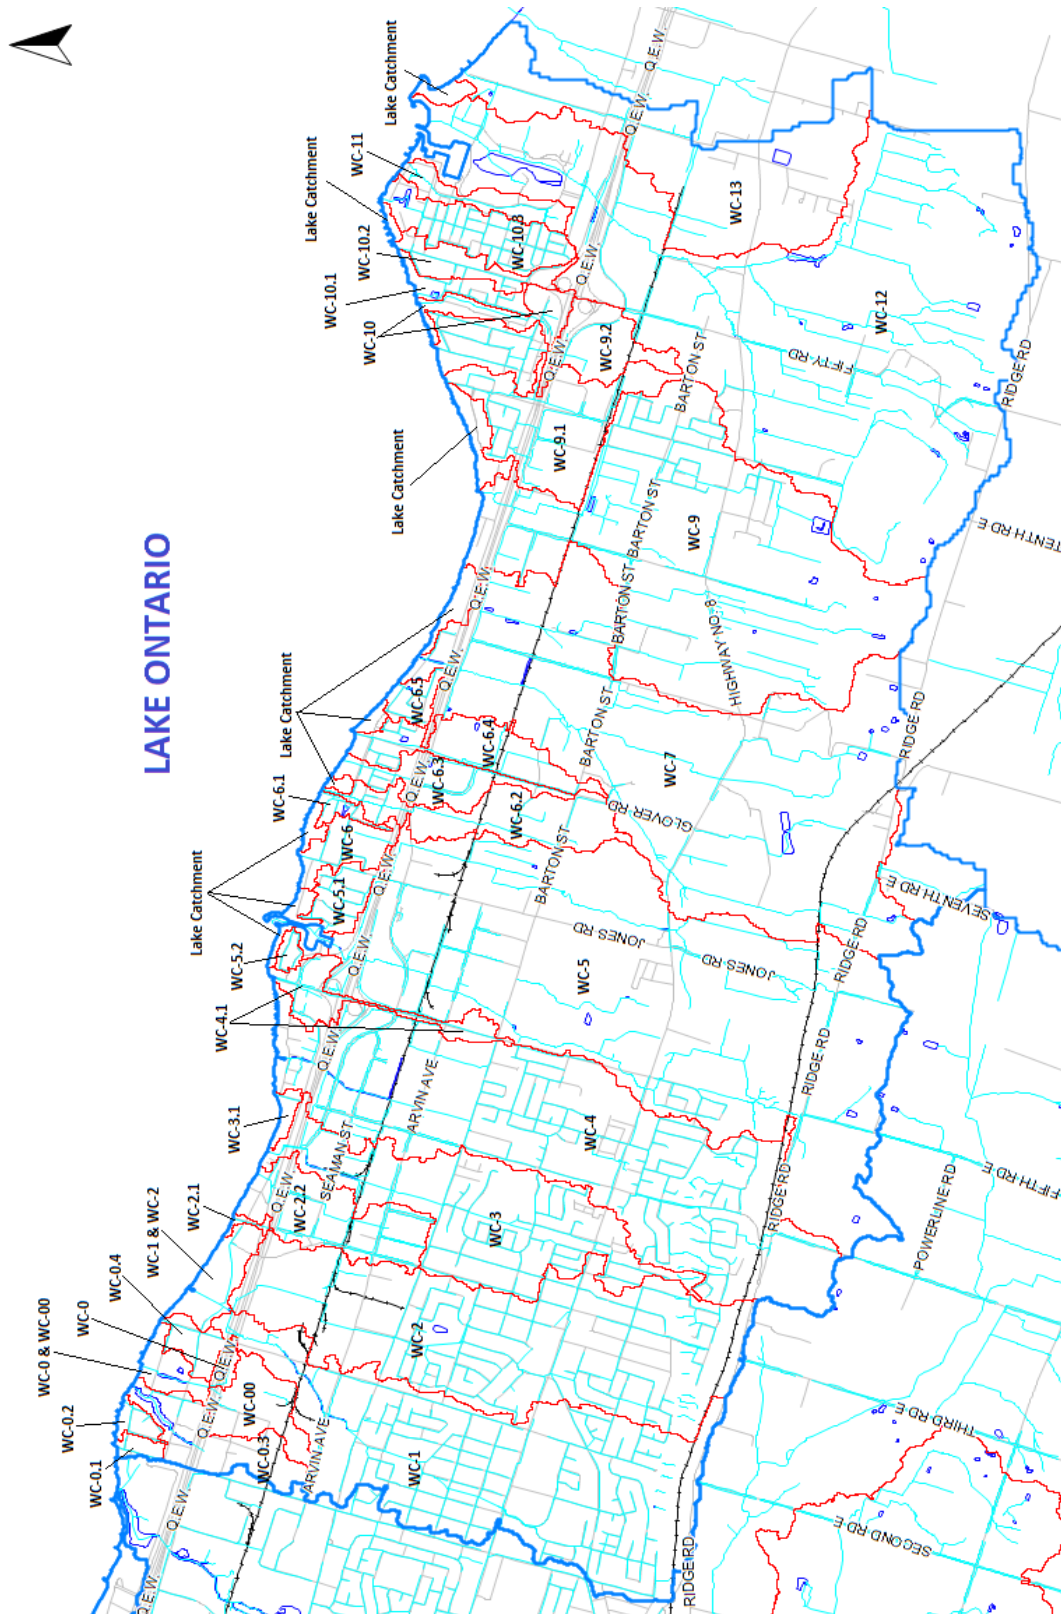 LAKE ONTARIO
Lake Catchment
Lake Catchment
WC-11
WC-10.2
WC-10.1
WC-10
WC-10.3
Q.E.W.
Q.E.W.
Q.E.W.
Q.E.W.
WC-13
WC-12
WC-9.2
BARTON ST
FIFTY RD
RIDGE RD
Lake Catchment
WC-9.1
WC-9
BARTON ST
BARTON ST
TENTH RD E
HIGHWAY NO. 8
Q.E.W.
Q.E.W.
Lake Catchment
WC-6.5
WC-6.4
WC-6.3
Q.E.W.
WC-6.2
BARTON ST
WC-7
GLOVER RD
RIDGE RD
WC-6.1
WC-6
Q.E.W.
WC-5.1
BARTON ST
Lake Catchment
WC-5.2
Q.E.W.
JONES RD
JONES RD
WC-5
SEVENTH RD E
RIDGE RD
WC-4.1
Q.E.W.
ARVIN AVE
WC-4
RIDGE RD
WC-3.1
SEAMAN ST
Q.E.W.
WC-2.2
WC-3
RIDGE RD
FIFTH RD E
POWERLINE RD
WC-2.1
WC-1 & WC-2
WC-0.4
WC-0
WC-0 & WC-00
Q.E.W.
WC-2
WC-0.2
Q.E.W.
WC-00
WC-0.3
ARVIN AVE
WC-1
THIRD RD E
WC-0.1
Q.E.W.
Q.E.W.
RIDGE RD
SECOND RD E